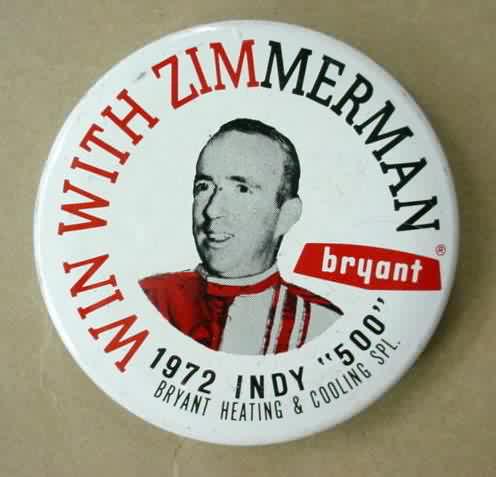 WIN WITH ZIMMERMAN
bryant®
1972 INDY "500"
BRYANT HEATING & COOLING SPL.